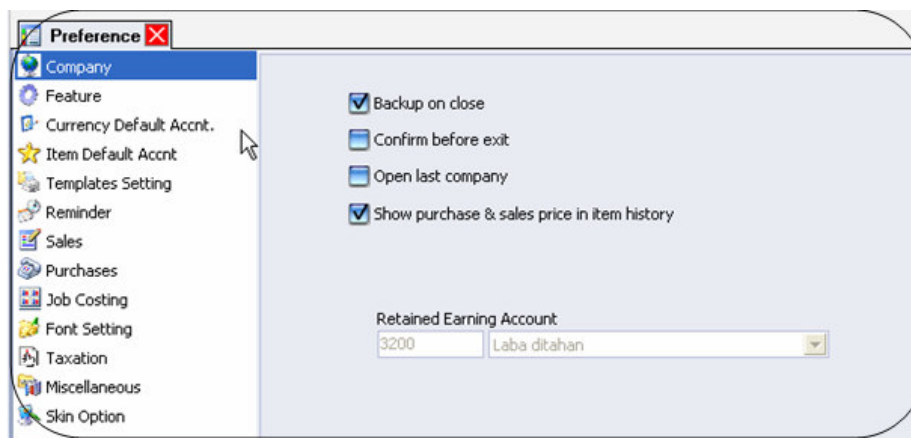 Preference
Company
Feature
Currency Default Accnt.
Item Default Accnt
Templates Setting
Reminder
Sales
Purchases
Job Costing
Font Setting
Taxation
Miscellaneous
Skin Option
Backup on close
Confirm before exit
Open last company
Show purchase & sales price in item history
Retained Earning Account
3200 Laba ditahan